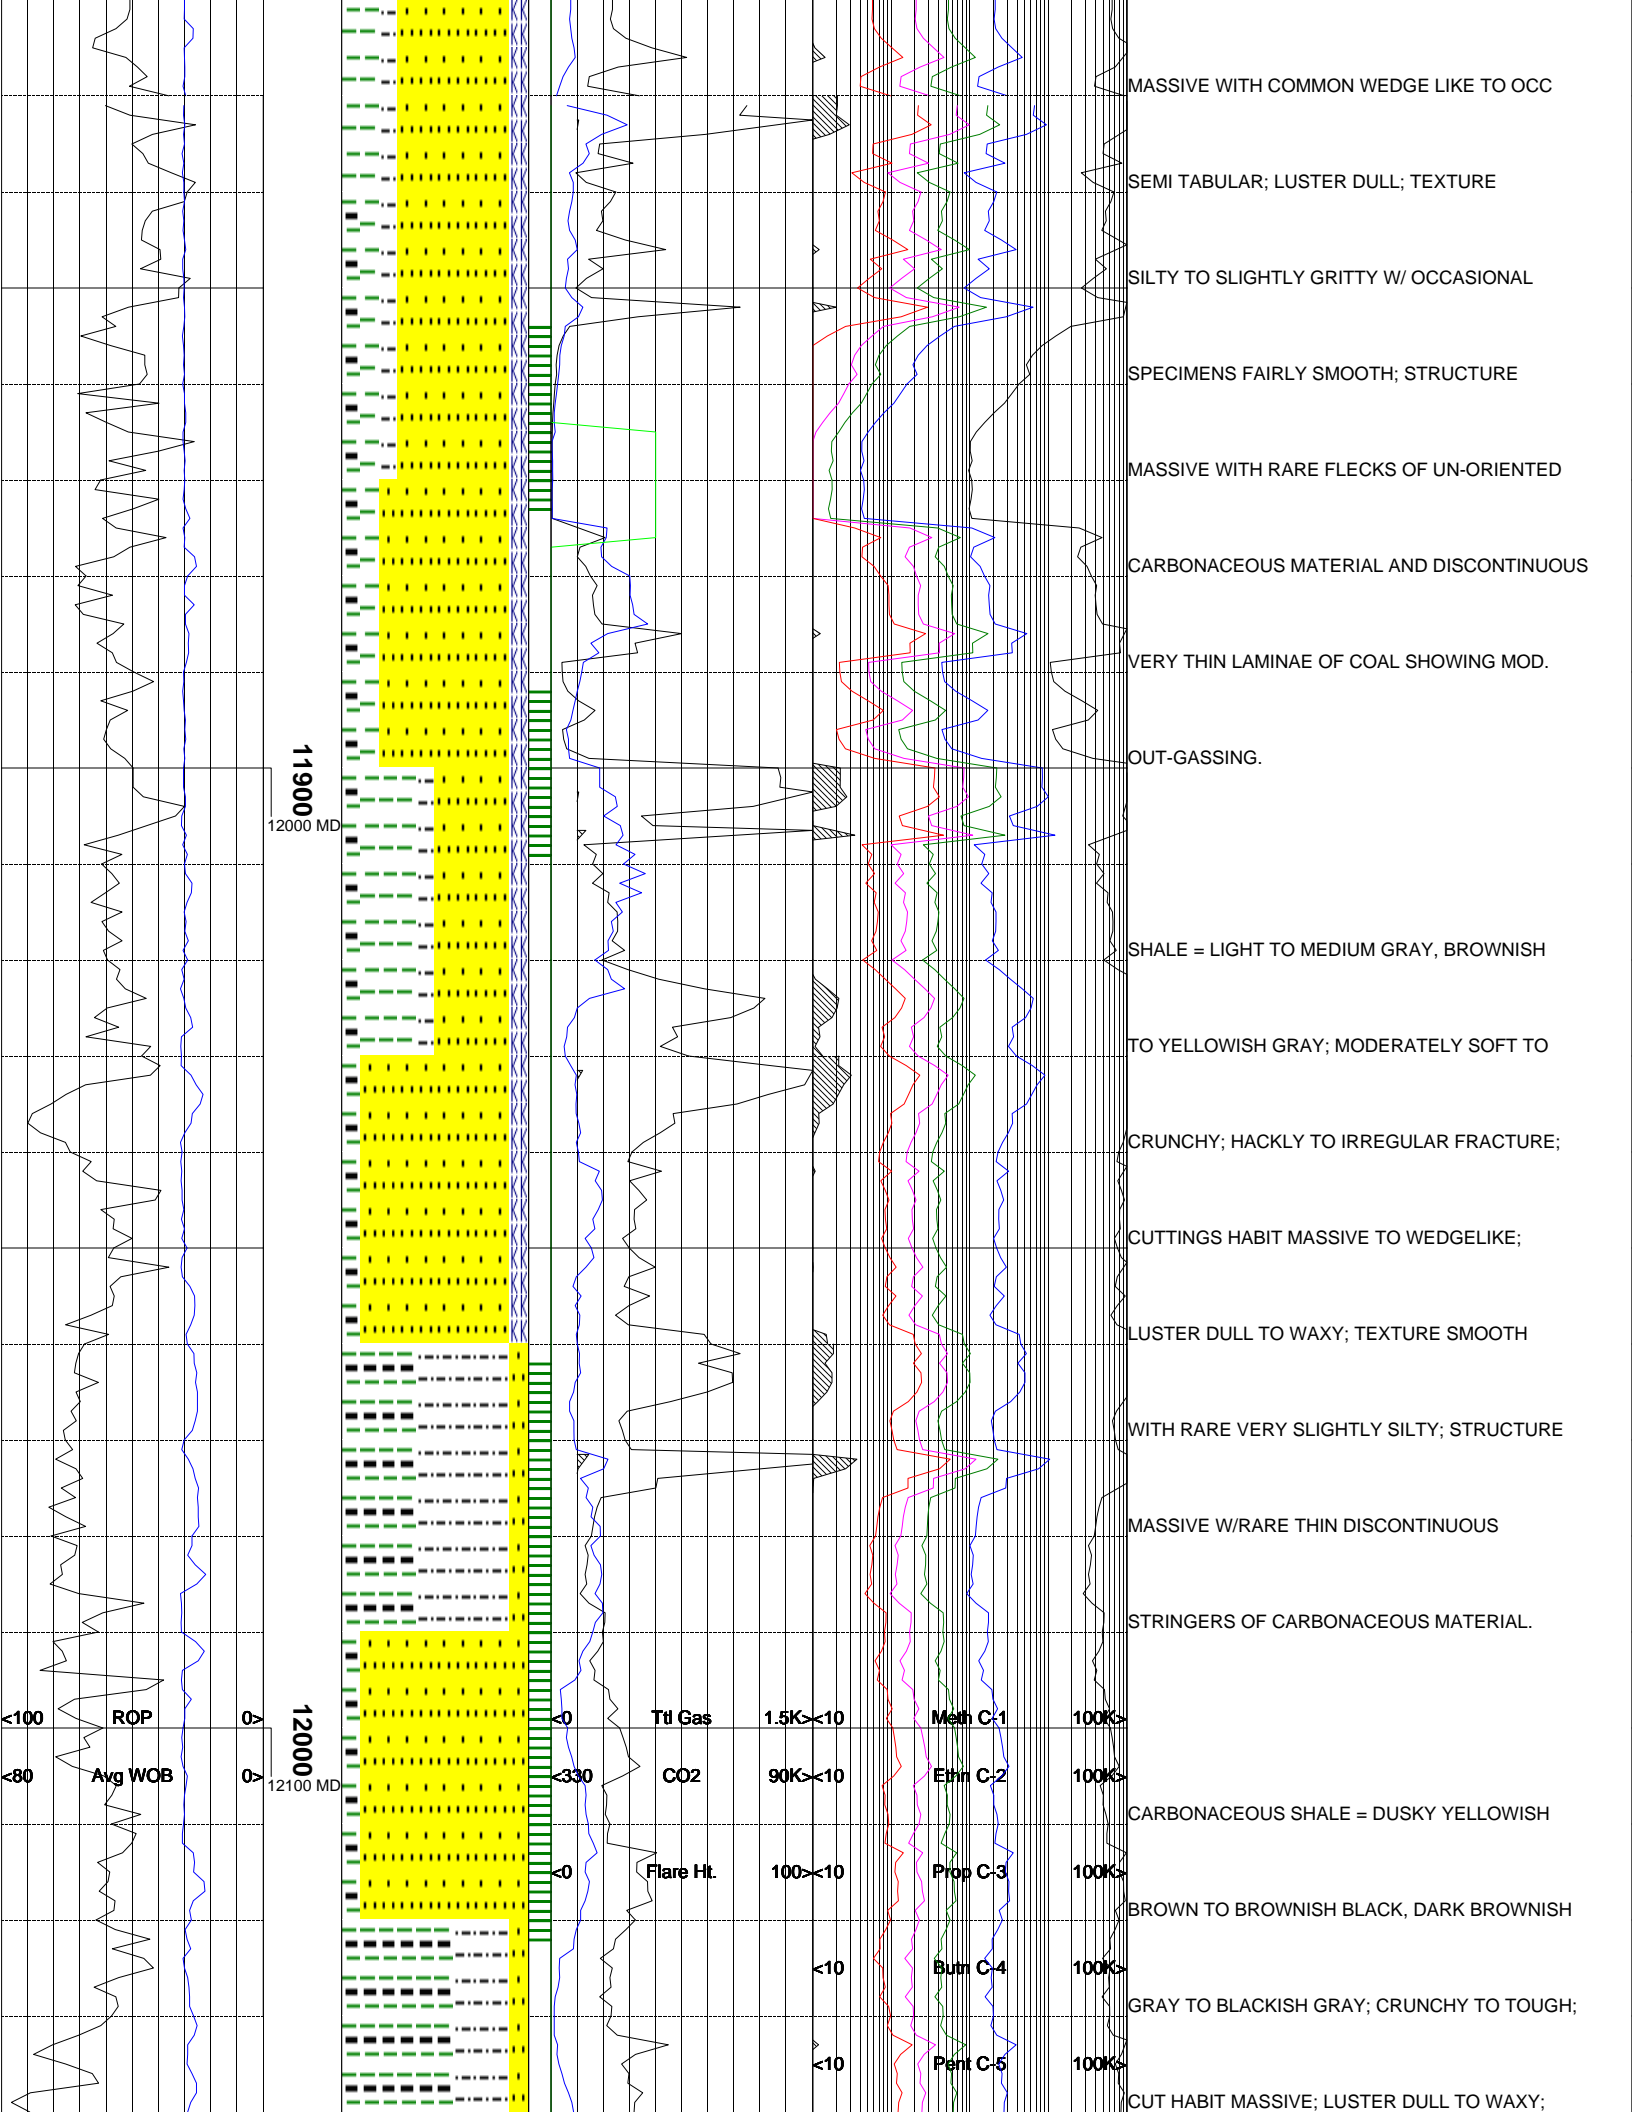 MASSIVE WITH COMMON WEDGE LIKE TO OCC
SEMI TABULAR; LUSTER DULL; TEXTURE
SILTY TO SLIGHTLY GRITTY W/ OCCASIONAL
SPECIMENS FAIRLY SMOOTH; STRUCTURE
MASSIVE WITH RARE FLECKS OF UN-ORIENTED
CARBONACEOUS MATERIAL AND DISCONTINUOUS
VERY THIN LAMINAE OF COAL SHOWING MOD.
OUT-GASSING.
11900
12000 MD
SHALE = LIGHT TO MEDIUM GRAY, BROWNISH
TO YELLOWISH GRAY; MODERATELY SOFT TO
CRUNCHY; HACKLY TO IRREGULAR FRACTURE;
CUTTINGS HABIT MASSIVE TO WEDGELIKE;
LUSTER DULL TO WAXY; TEXTURE SMOOTH
WITH RARE VERY SLIGHTLY SILTY; STRUCTURE
MASSIVE W/RARE THIN DISCONTINUOUS
STRINGERS OF CARBONACEOUS MATERIAL.
<100 ROP 0>
12000
<0 Ttl Gas 1.5K>
<10 Meth C-1 100K>
<80 Avg WOB 0>
12100 MD
<330 CO2 90K>
<10 Ethn C-2 100K>
CARBONACEOUS SHALE = DUSKY YELLOWISH
<0 Flare Ht. 100>
<10 Prop C-3 100K>
BROWN TO BROWNISH BLACK, DARK BROWNISH
<10 Butn C-4 100K>
GRAY TO BLACKISH GRAY; CRUNCHY TO TOUGH;
<10 Pent C-5 100K>
CUT HABIT MASSIVE; LUSTER DULL TO WAXY;